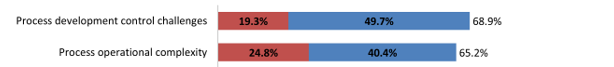 Process development control challenges 19.3% 49.7% 68.9%
Process operational complexity 24.8% 40.4% 65.2%